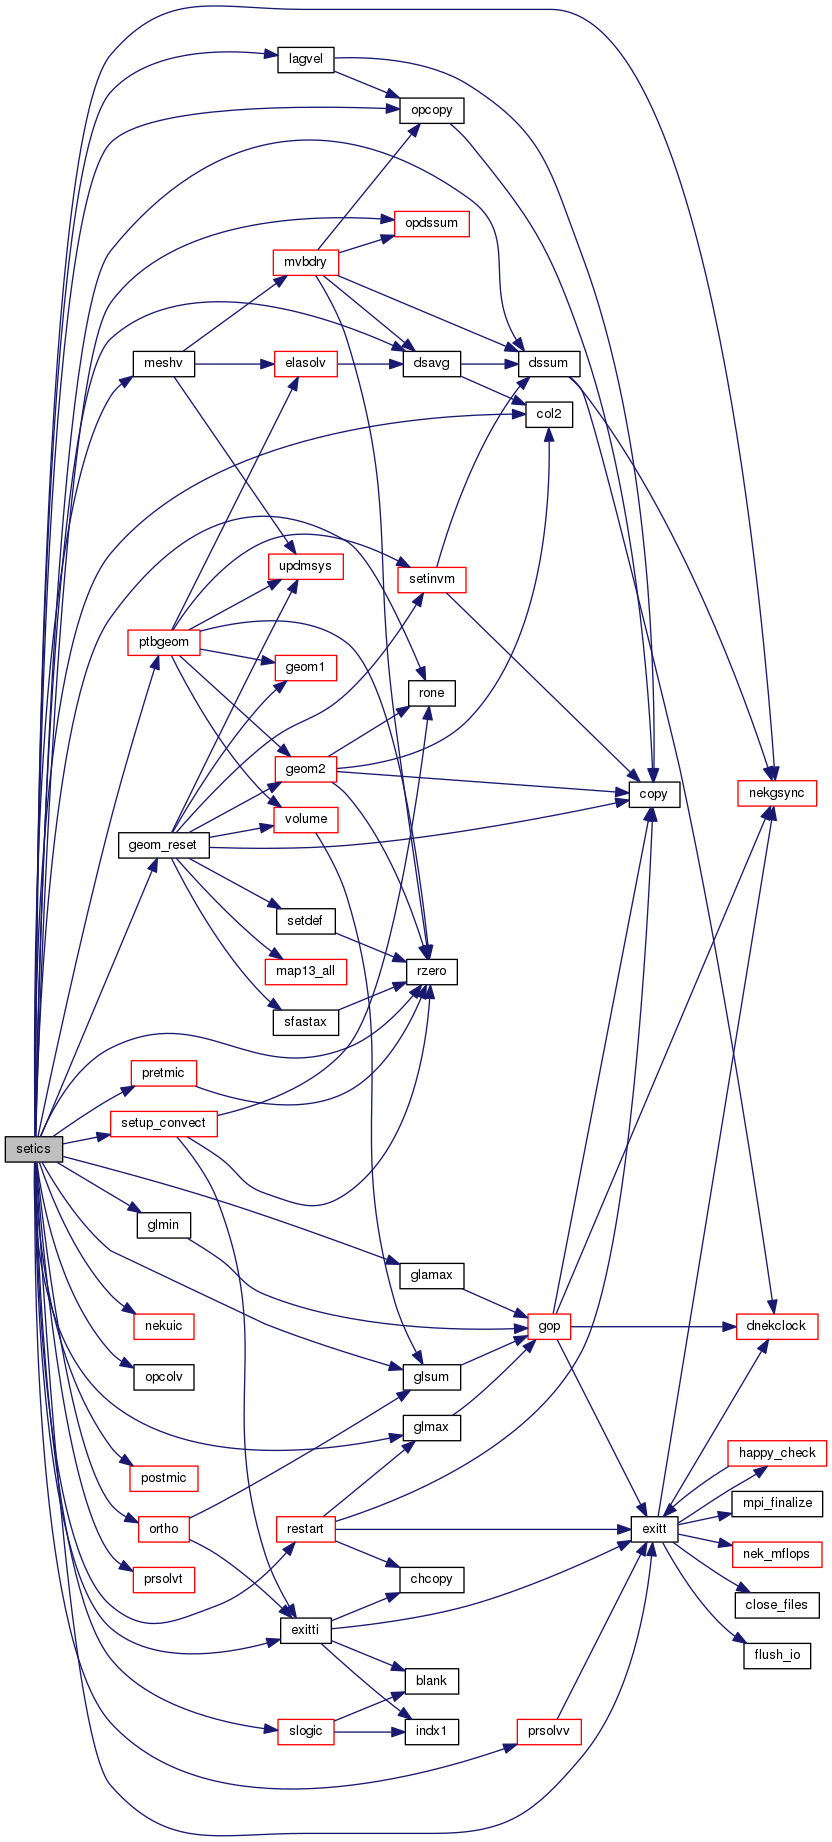 lagvel
opcopy
opdssum
mvbdry
meshv
elasolv
dsavg
dssum
col2
updmsys
setinvm
ptbgeom
geom1
rone
geom2
copy
nekgsync
volume
geom_reset
setdef
map13_all
rzero
sfastax
pretmic
setup_convect
setics
glmin
glamax
nekuic
gop
dnekclock
opcolv
glsum
glmax
happy_check
postmic
mpi_finalize
ortho
restart
exitt
nek_mflops
prsolvt
chcopy
close_files
exitti
flush_io
blank
slogic
indx1
prsolvv